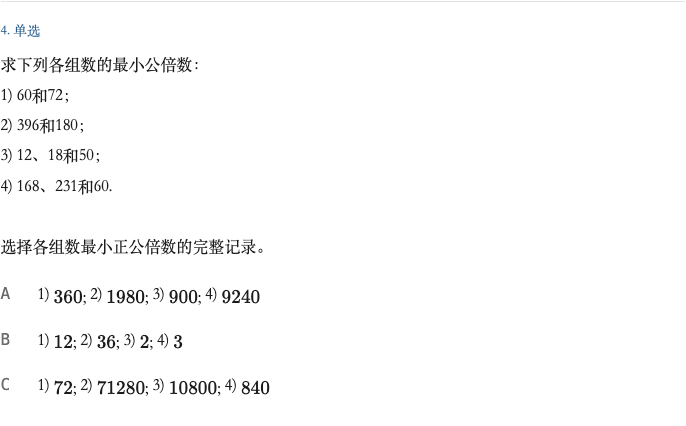 4. 单选
求下列各组数的最小公倍数：
1) 60和72；
2) 396和180；
3) 12、18和50；
4) 168、231和60.
选择各组数最小正公倍数的完整记录。
A 1) 360; 2) 1980; 3) 900; 4) 9240
B 1) 12; 2) 36; 3) 2; 4) 3
C 1) 72; 2) 71280; 3) 10800; 4) 840